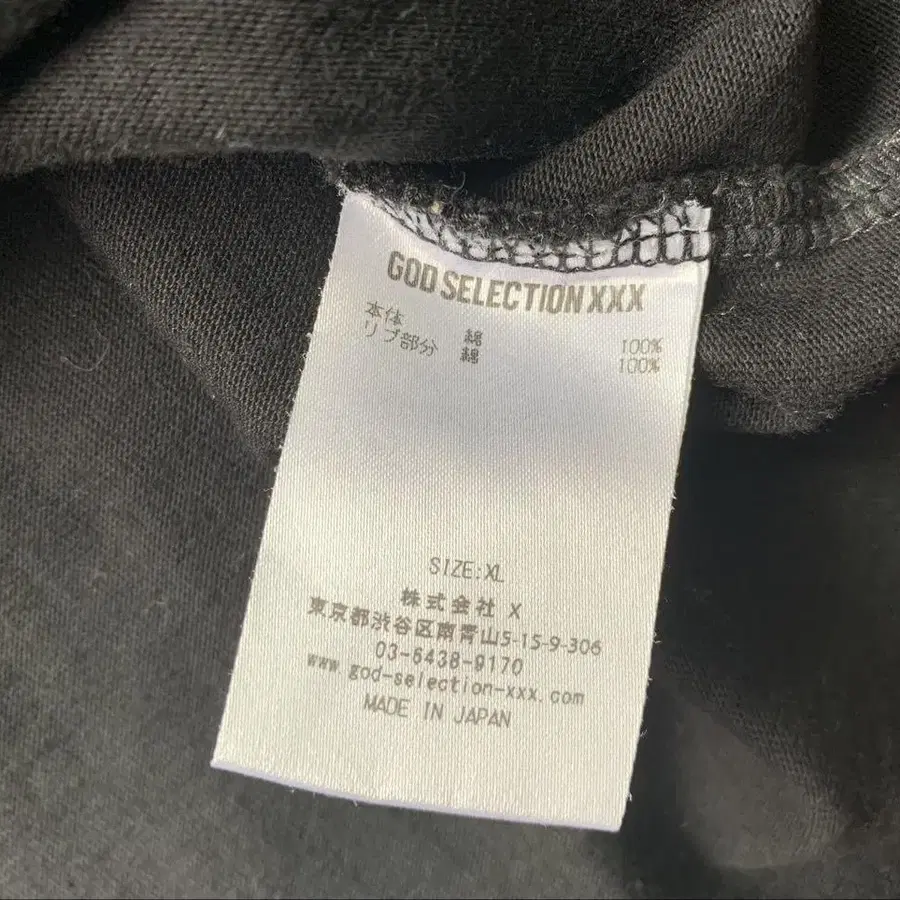 GOD SELECTION XXX
本体 綿 100%
リブ部分 綿 100%
SIZE:XL
株式会社 X
東京都渋谷区南青山5-15-9-306
03-6438-9170
www.god-selection-xxx.com
MADE IN JAPAN